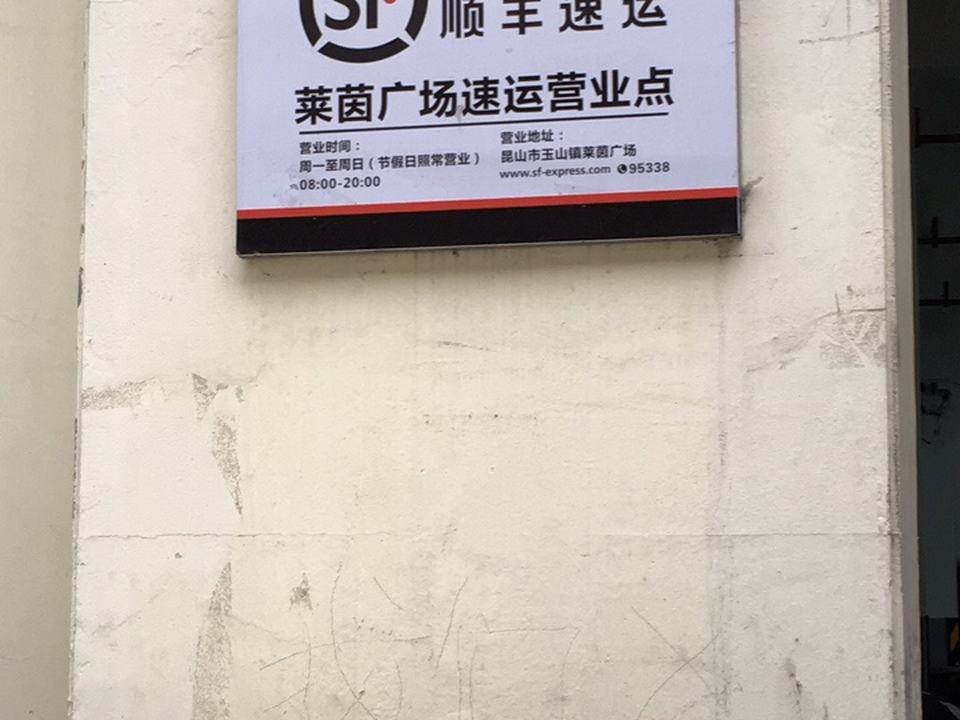 SF 顺丰速运
莱茵广场速运营业点
营业时间：
周一至周日（节假日照常营业）
08:00-20:00
营业地址：
昆山市玉山镇莱茵广场
www.sf-express.com 95338